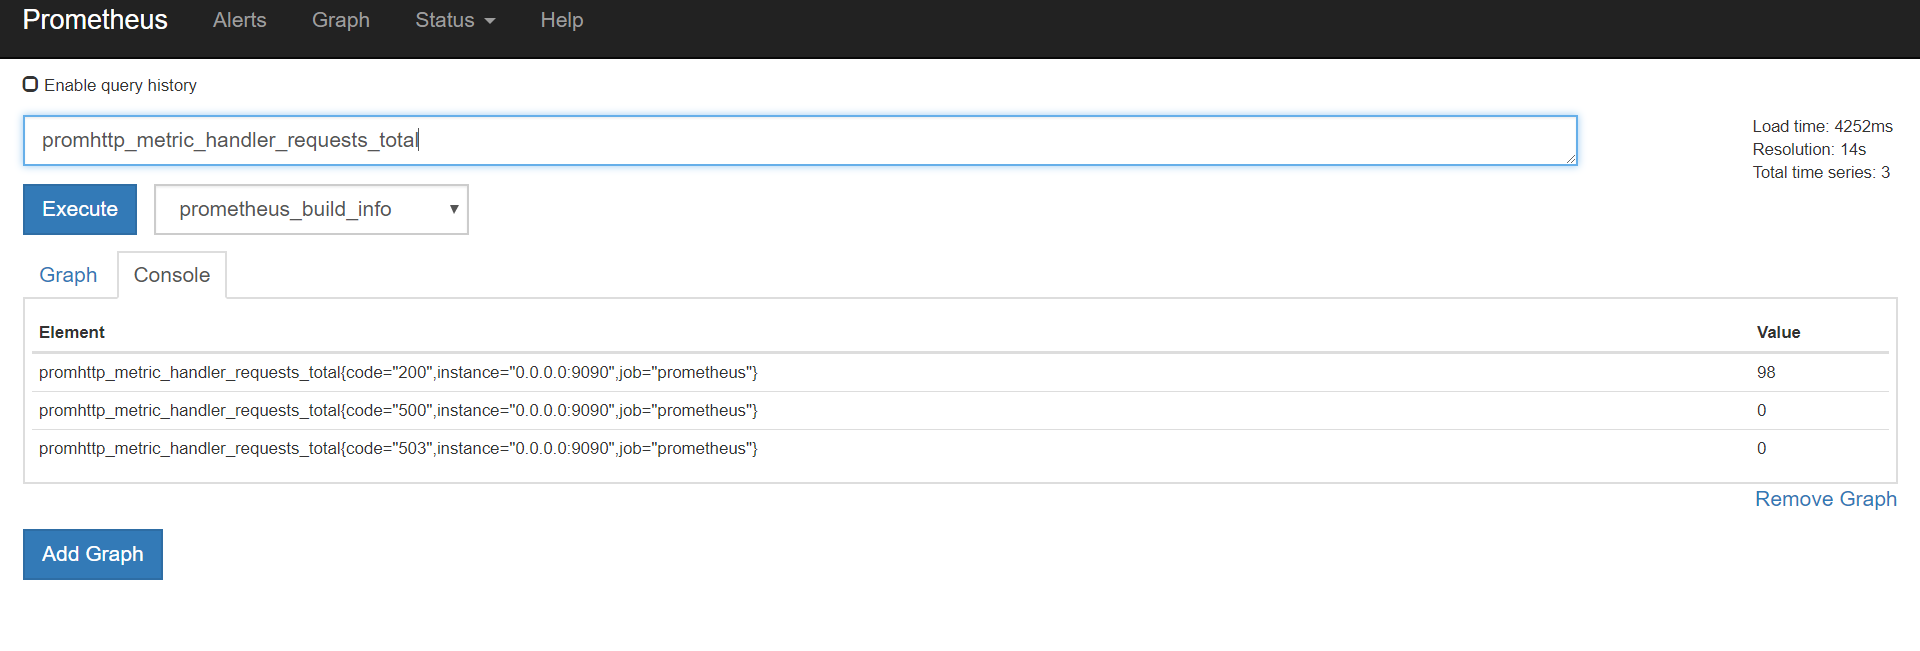 Prometheus Alerts Graph Status Help
Enable query history
promhttp_metric_handler_requests_total
Load time: 4252ms
Resolution: 14s
Total time series: 3
Execute prometheus_build_info
Graph Console
Element Value
promhttp_metric_handler_requests_total{code="200",instance="0.0.0.0:9090",job="prometheus"} 98
promhttp_metric_handler_requests_total{code="500",instance="0.0.0.0:9090",job="prometheus"} 0
promhttp_metric_handler_requests_total{code="503",instance="0.0.0.0:9090",job="prometheus"} 0
Remove Graph
Add Graph